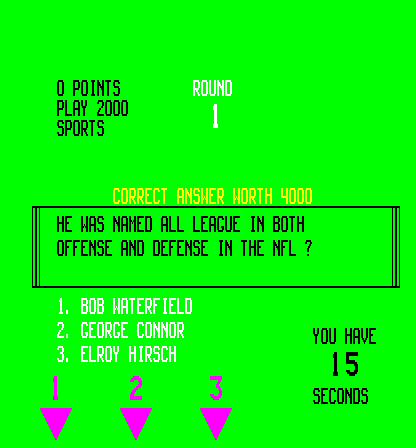 0 POINTS
PLAY 2000
SPORTS
ROUND
1
CORRECT ANSWER WORTH 4000
HE WAS NAMED ALL LEAGUE IN BOTH
OFFENSE AND DEFENSE IN THE NFL ?
1. BOB WATERFIELD
2. GEORGE CONNOR
3. ELROY HIRSCH
YOU HAVE
15
SECONDS
1 2 3